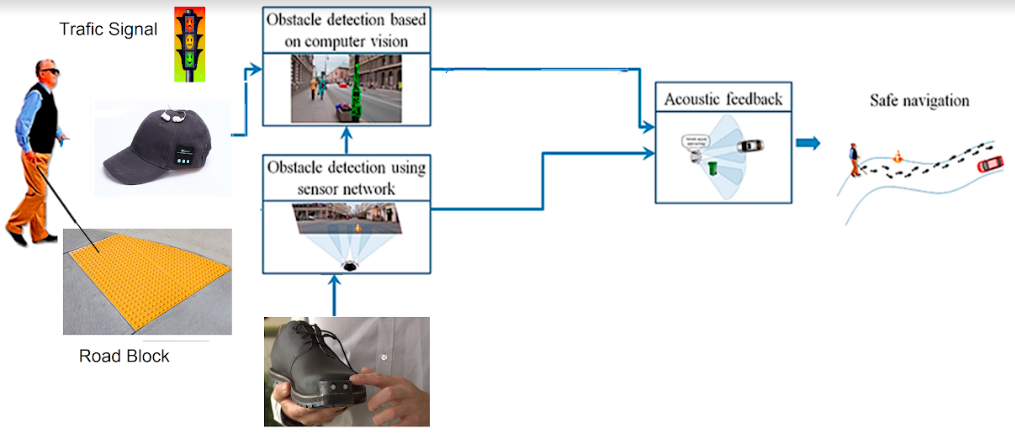 Trafic Signal
Obstacle detection based
on computer vision
Obstacle detection using
sensor network
Acoustic feedback
Safe navigation
Road Block